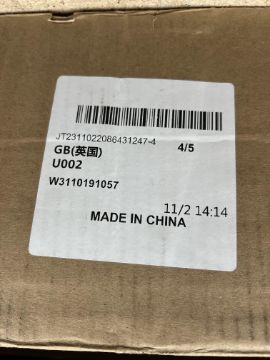 JT2311022086431247-4
4/5
GB(英国)
U002
W3110191057
11/2 14:14
MADE IN CHINA